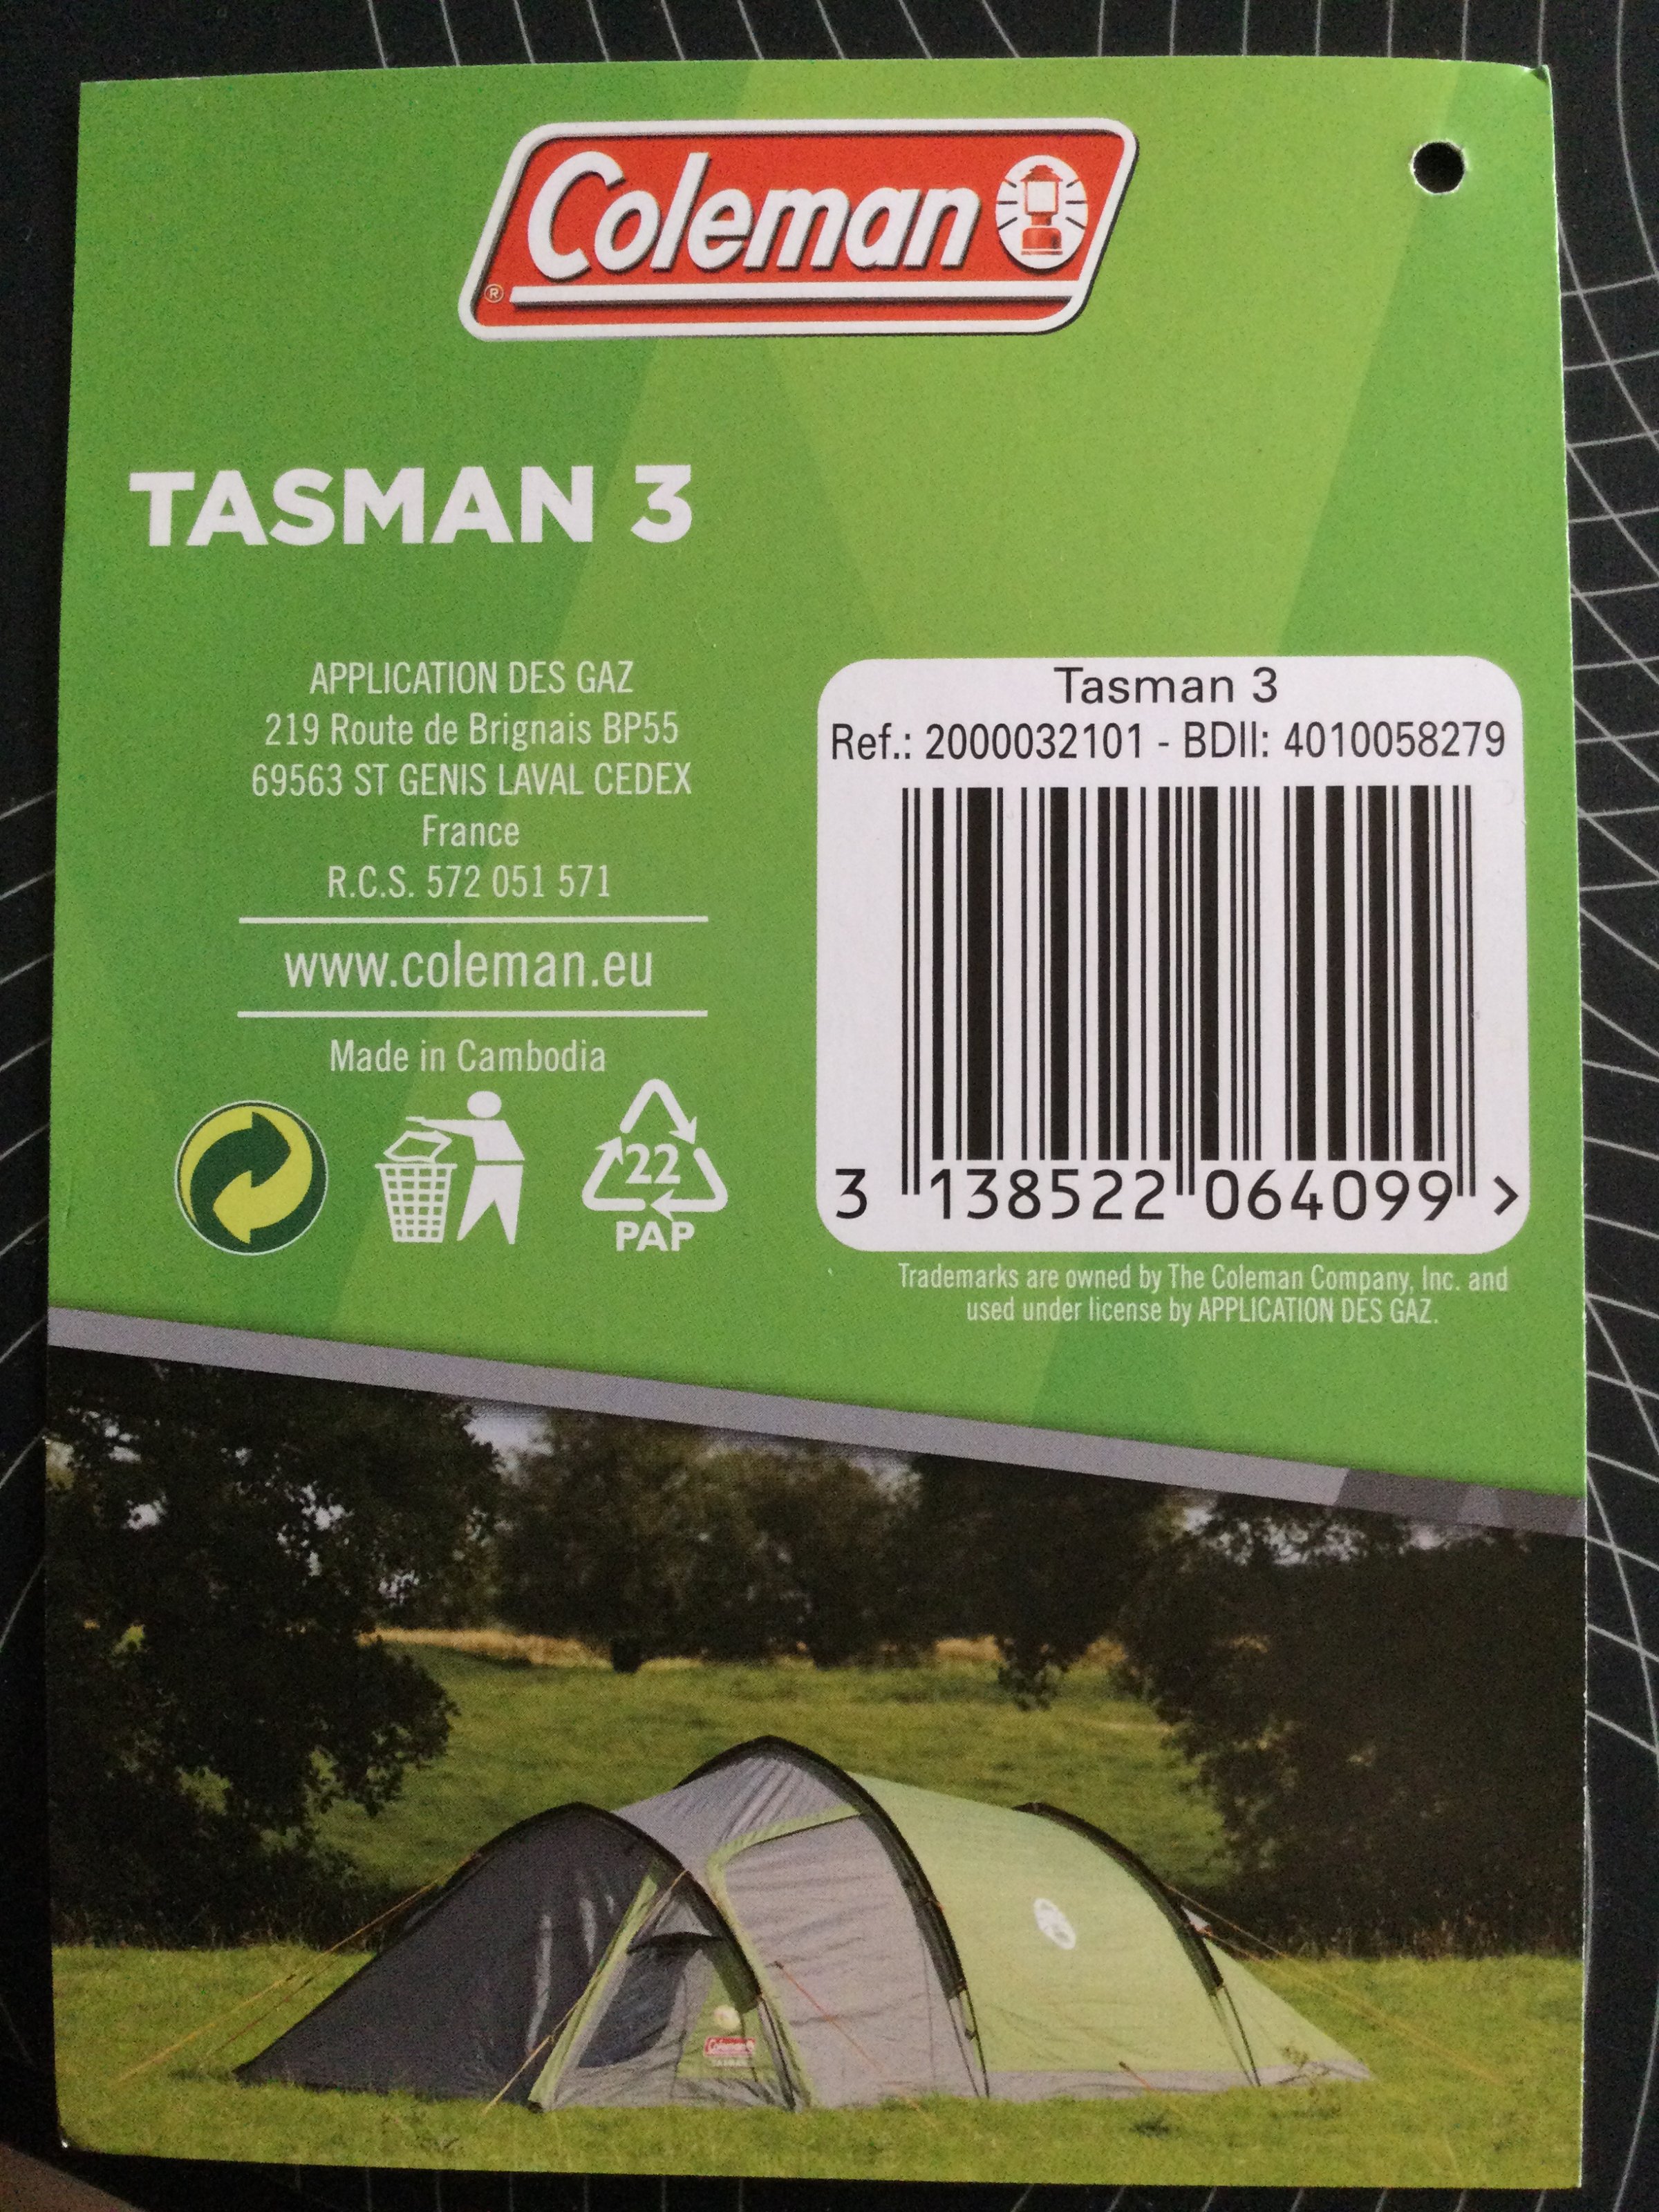 Coleman
®
TASMAN 3
APPLICATION DES GAZ
219 Route de Brignais BP55
69563 ST GENIS LAVAL CEDEX
France
R.C.S. 572 051 571
www.coleman.eu
Made in Cambodia
22
PAP
Tasman 3
Ref.: 2000032101 - BDII: 4010058279
3 138522 064099 >
Trademarks are owned by The Coleman Company, Inc. and
used under license by APPLICATION DES GAZ.
Coleman